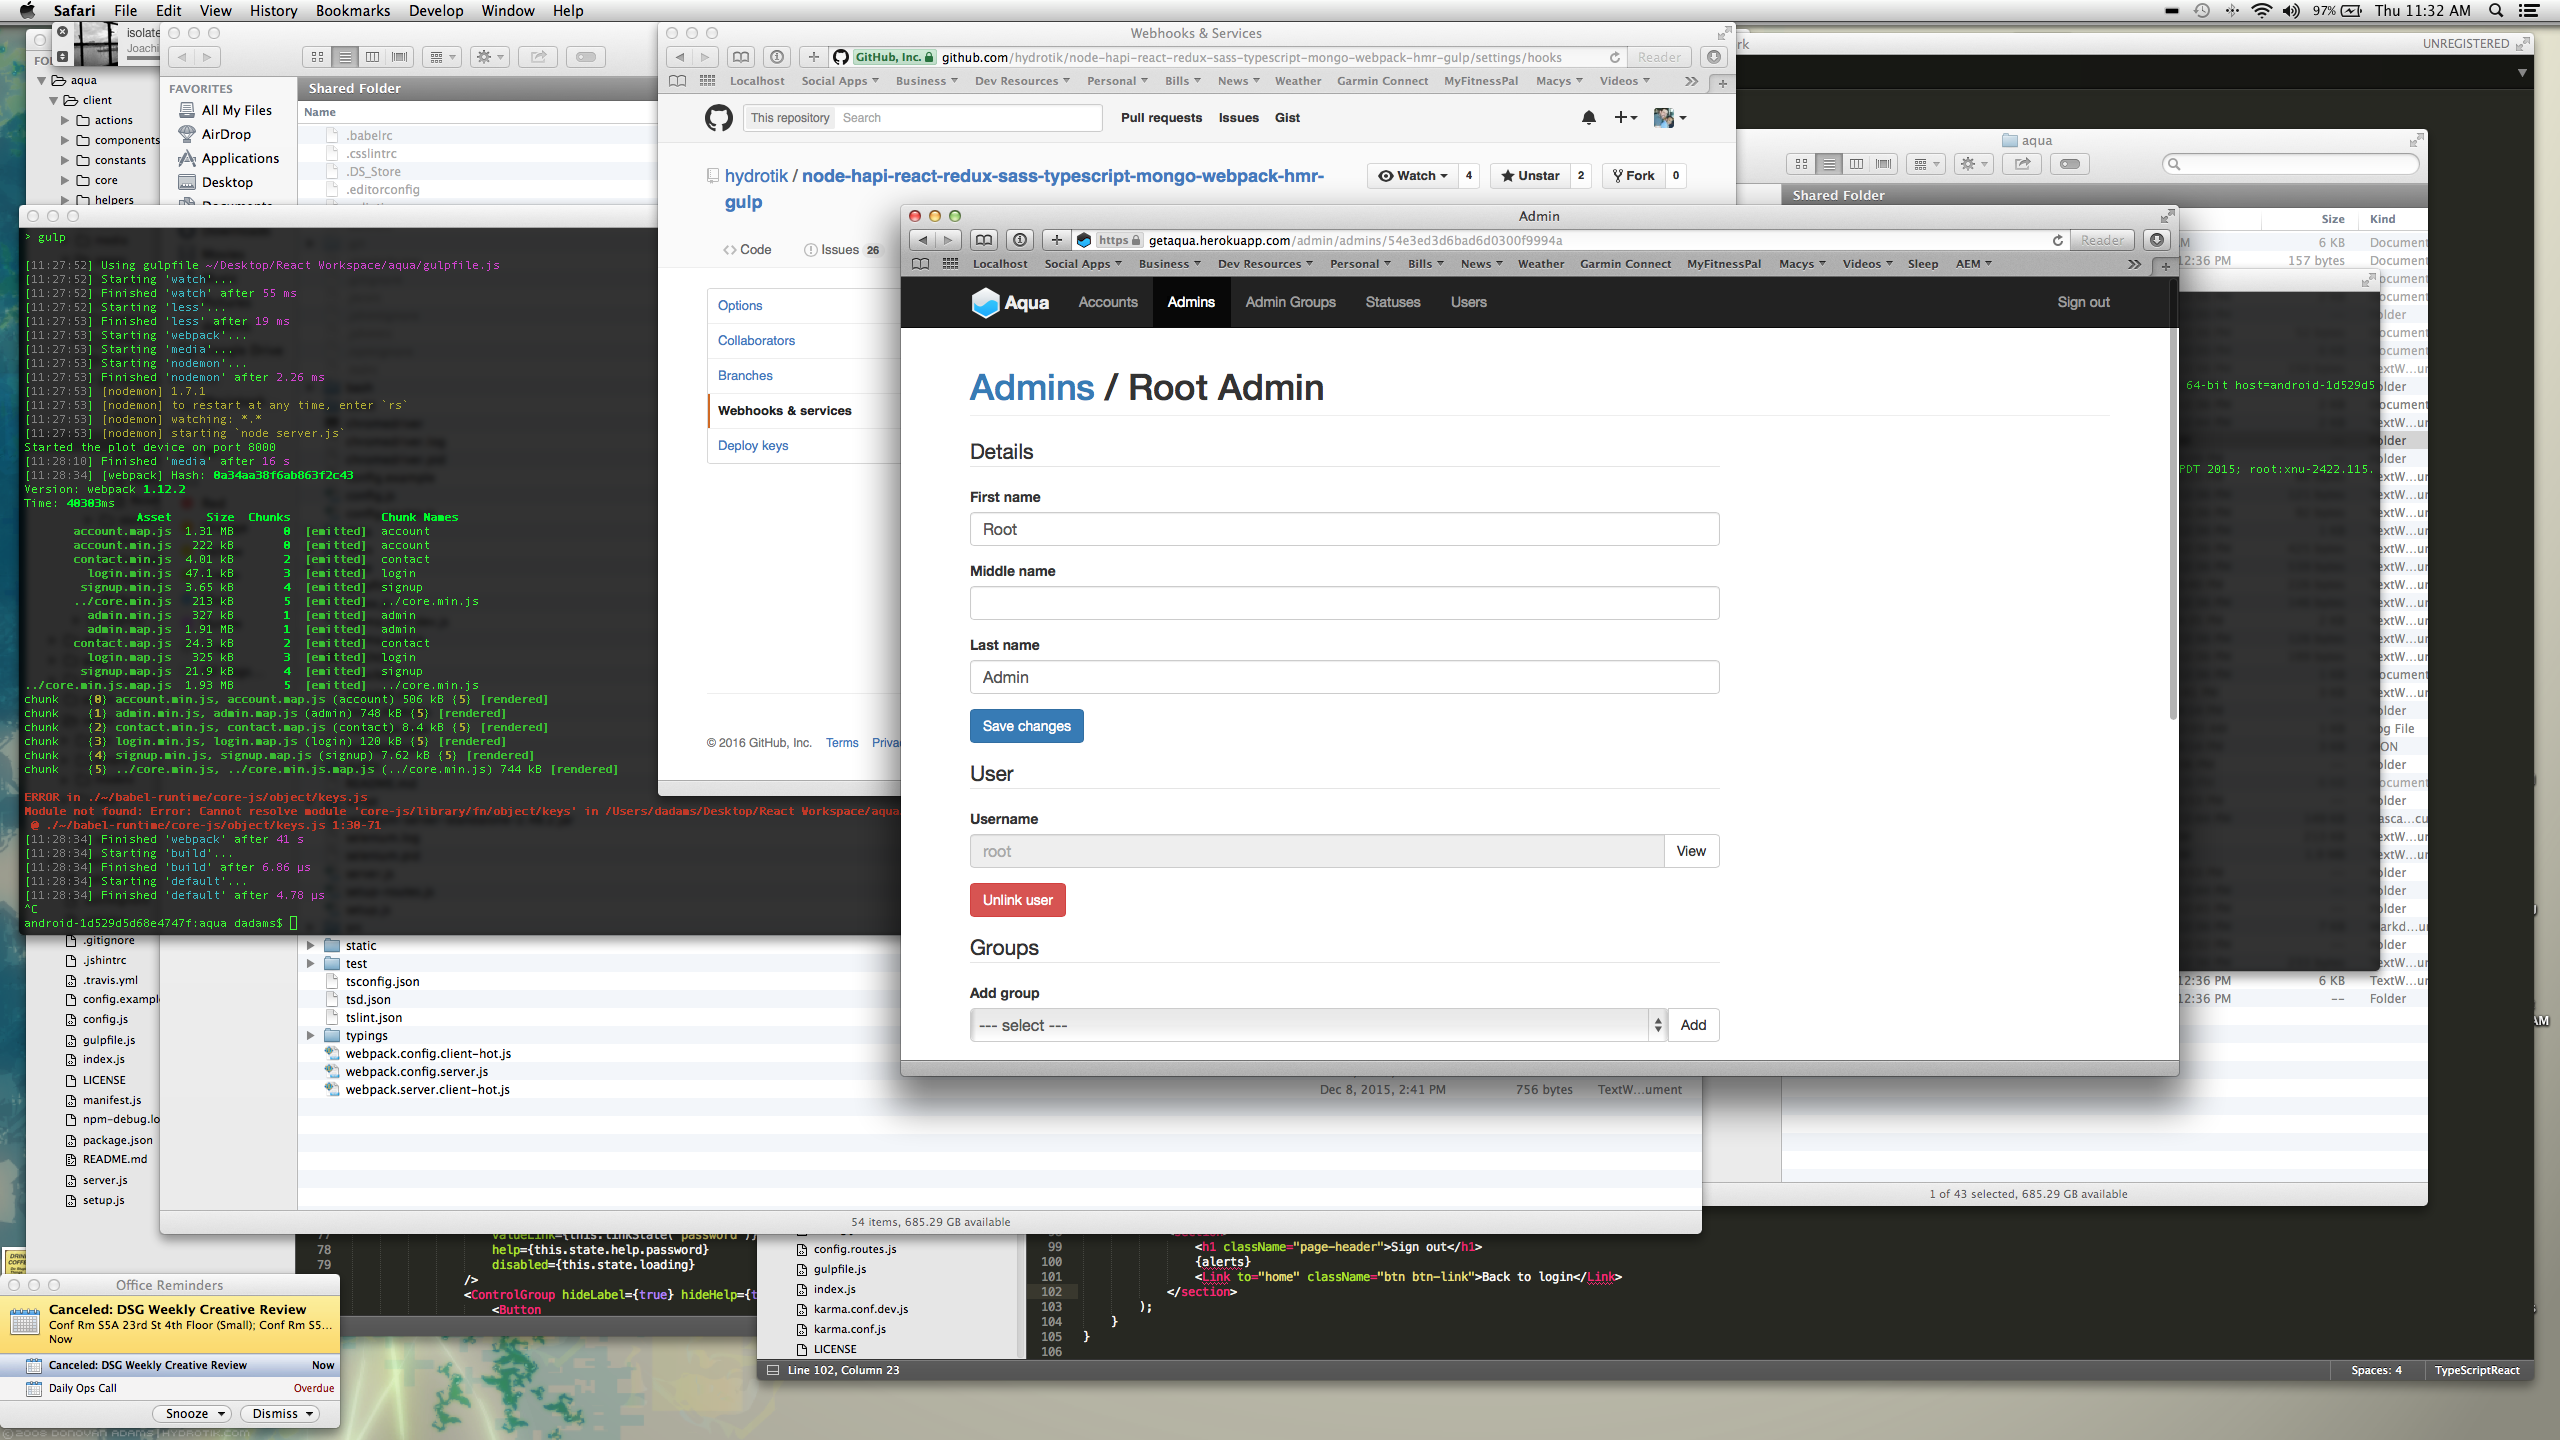 Safari File Edit View History Bookmarks Develop Window Help
97% Thu 11:32 AM
isolate
Joachi
aqua
client
actions
components
constants
core
helpers
FAVORITES
All My Files
AirDrop
Applications
Desktop
Shared Folder
Name
.babelrc
.csslintrc
.DS_Store
.editorconfig
Webhooks & Services
GitHub, Inc. github.com/hydrotik/node-hapi-react-redux-sass-typescript-mongo-webpack-hmr-gulp/settings/hooks Reader
Localhost Social Apps Business Dev Resources Personal Bills News Weather Garmin Connect MyFitnessPal Macys Videos
This repository Search Pull requests Issues Gist
hydrotik / node-hapi-react-redux-sass-typescript-mongo-webpack-hmr-
gulp
Watch 4 Unstar 2 Fork 0
Code Issues 26
Options
Collaborators
Branches
Webhooks & services
Deploy keys
© 2016 GitHub, Inc. Terms Priva
> gulp
[11:27:52] Using gulpfile ~/Desktop/React Workspace/aqua/gulpfile.js
[11:27:52] Starting 'watch'...
[11:27:52] Finished 'watch' after 55 ms
[11:27:52] Starting 'less'...
[11:27:53] Finished 'less' after 19 ms
[11:27:53] Starting 'webpack'...
[11:27:53] Starting 'media'...
[11:27:53] Starting 'nodemon'...
[11:27:53] Finished 'nodemon' after 2.26 ms
[11:27:53] [nodemon] 1.7.1
[11:27:53] [nodemon] to restart at any time, enter `rs`
[11:27:53] [nodemon] watching: *.*
[11:27:53] [nodemon] starting `node server.js`
Started the plot device on port 8000
[11:28:10] Finished 'media' after 16 s
[11:28:34] [webpack] Hash: 0a34aa38f6ab863f2c43
Version: webpack 1.12.2
Time: 40303ms
Asset Size Chunks Chunk Names
account.map.js 1.31 MB 0 [emitted] account
account.min.js 222 kB 0 [emitted] account
contact.min.js 4.01 kB 2 [emitted] contact
login.min.js 47.1 kB 3 [emitted] login
signup.min.js 3.65 kB 4 [emitted] signup
../core.min.js 213 kB 5 [emitted] ../core.min.js
admin.min.js 327 kB 1 [emitted] admin
admin.map.js 1.91 MB 1 [emitted] admin
contact.map.js 24.3 kB 2 [emitted] contact
login.map.js 325 kB 3 [emitted] login
signup.map.js 21.9 kB 4 [emitted] signup
../core.min.js.map.js 1.93 MB 5 [emitted] ../core.min.js
chunk {0} account.min.js, account.map.js (account) 506 kB {5} [rendered]
chunk {1} admin.min.js, admin.map.js (admin) 748 kB {5} [rendered]
chunk {2} contact.min.js, contact.map.js (contact) 8.4 kB {5} [rendered]
chunk {3} login.min.js, login.map.js (login) 120 kB {5} [rendered]
chunk {4} signup.min.js, signup.map.js (signup) 7.62 kB {5} [rendered]
chunk {5} ../core.min.js, ../core.min.js.map.js (../core.min.js) 744 kB [rendered]
ERROR in ./~/babel-runtime/core-js/object/keys.js
Module not found: Error: Cannot resolve module 'core-js/library/fn/object/keys' in /Users/dadams/Desktop/React Workspace/aqua
@ ./~/babel-runtime/core-js/object/keys.js 1:30-71
[11:28:34] Finished 'webpack' after 41 s
[11:28:34] Starting 'build'...
[11:28:34] Finished 'build' after 6.86 μs
[11:28:34] Starting 'default'...
[11:28:34] Finished 'default' after 4.78 μs
^C
android-1d529d5d68e4747f:aqua dadams$
Admin
https getaqua.herokuapp.com/admin/admins/54e3ed3d6bad6d0300f9994a Reader
Localhost Social Apps Business Dev Resources Personal Bills News Weather Garmin Connect MyFitnessPal Macys Videos Sleep AEM
Aqua Accounts Admins Admin Groups Statuses Users Sign out
Admins / Root Admin
Details
First name
Root
Middle name
Last name
Admin
Save changes
User
Username
root View
Unlink user
Groups
Add group
--- select --- Add
UNREGISTERED
aqua
Shared Folder
Size Kind
6 KB Document
12:36 PM 157 bytes Document
64-bit host=android-1d529d5
PDT 2015; root:xnu-2422.115.
12:36 PM 6 KB TextW...ur
12:36 PM -- Folder
1 of 43 selected, 685.29 GB available
.gitignore
.jshintrc
.travis.yml
config.exampl
config.js
gulpfile.js
index.js
LICENSE
manifest.js
npm-debug.lo
package.json
README.md
server.js
setup.js
static
test
tsconfig.json
tsd.json
tslint.json
typings
webpack.config.client-hot.js
webpack.config.server.js
webpack.server.client-hot.js Dec 8, 2015, 2:41 PM 756 bytes TextW...ument
54 items, 685.29 GB available
77 valueLink={this.linkState('password')}
78 help={this.state.help.password}
79 disabled={this.state.loading}
/>
<ControlGroup hideLabel={true} hideHelp={t
<Button
config.routes.js
gulpfile.js
index.js
karma.conf.dev.js
karma.conf.js
LICENSE
99 <h1 className="page-header">Sign out</h1>
100 {alerts}
101 <Link to="home" className="btn btn-link">Back to login</Link>
102 </section>
103 );
104 }
105 }
106
Line 102, Column 23 Spaces: 4 TypeScriptReact
Office Reminders
Canceled: DSG Weekly Creative Review
Conf Rm S5A 23rd St 4th Floor (Small); Conf Rm S5...
Now
Canceled: DSG Weekly Creative Review Now
Daily Ops Call Overdue
Snooze Dismiss
© 2008 DONOVAN ADAMS | HYDROTIK.COM